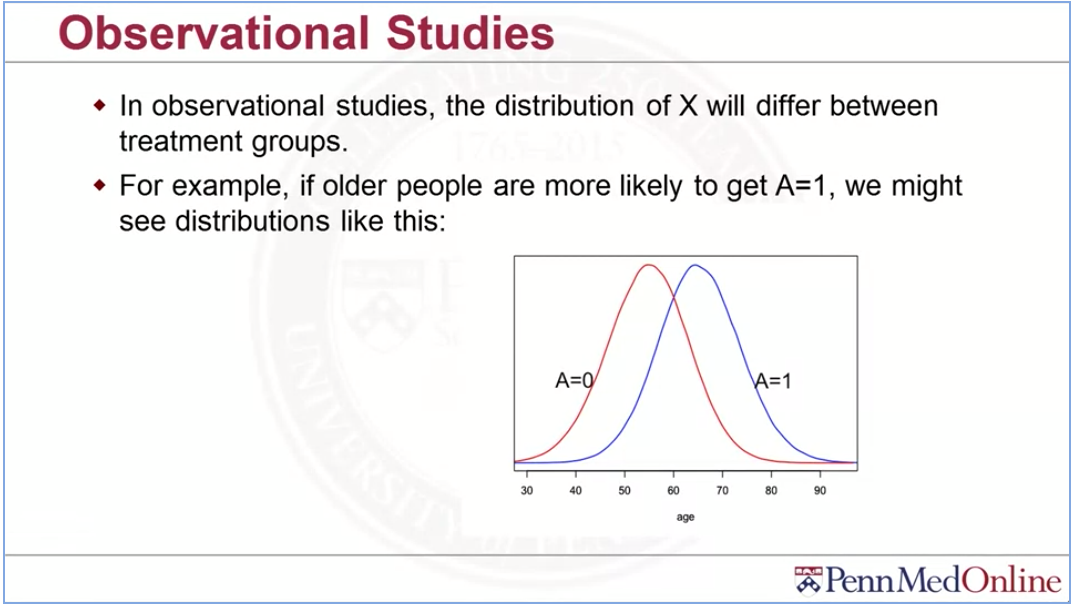 Observational Studies
In observational studies, the distribution of X will differ between
treatment groups.
For example, if older people are more likely to get A=1, we might
see distributions like this:
A=0
A=1
30 40 50 60 70 80 90
age
PennMedOnline